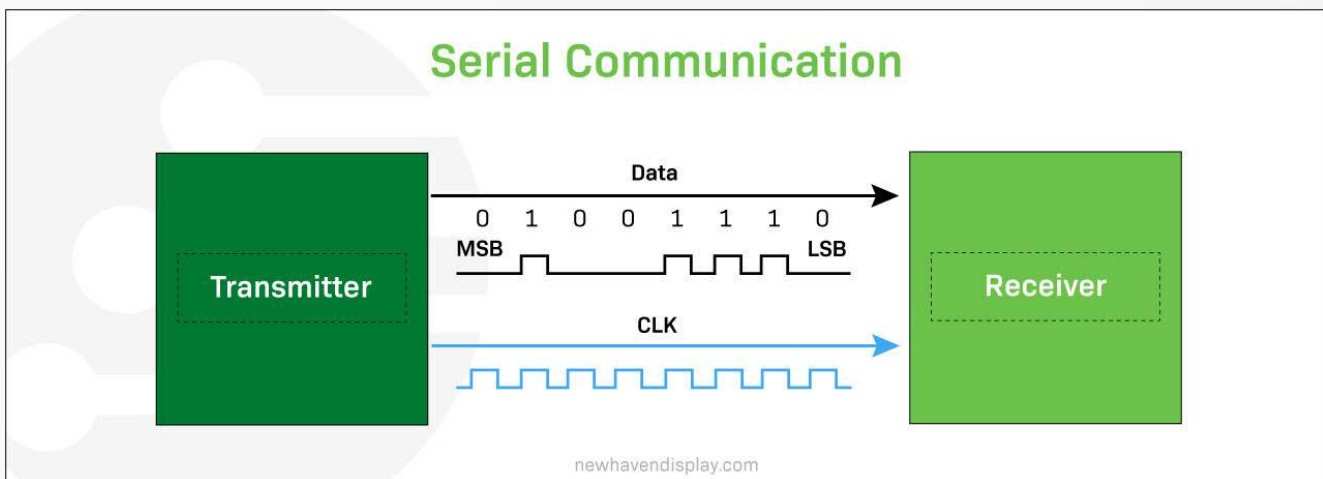 Serial Communication
Data
0 1 0 0 1 1 1 0
MSB LSB
Transmitter
Receiver
CLK
newhavendisplay.com